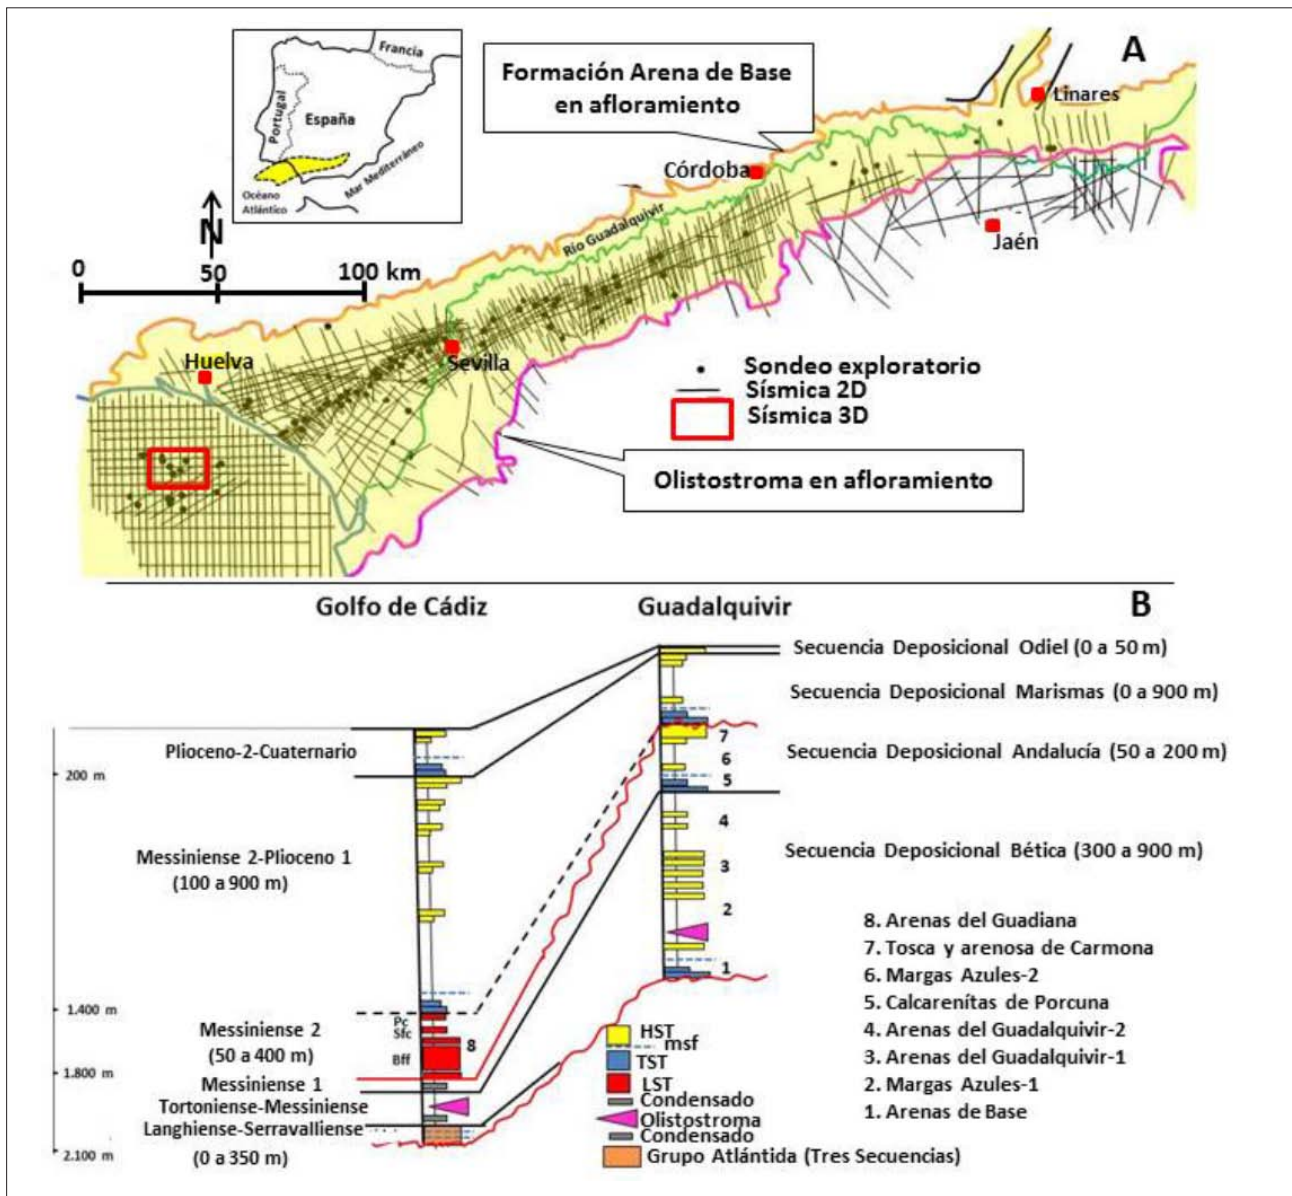 A
Francia
Portugal
España
Mar Mediterráneo
Océano
Atlántico
Formación Arena de Base
en afloramiento
Linares
Córdoba
N
Río Guadalquivir
Jaén
0
50
100 km
Huelva
Sevilla
Sondeo exploratorio
Sísmica 2D
Sísmica 3D
Olistostroma en afloramiento
Golfo de Cádiz
Guadalquivir
B
Secuencia Deposicional Odiel (0 a 50 m)
Secuencia Deposicional Marismas (0 a 900 m)
Secuencia Deposicional Andalucía (50 a 200 m)
Secuencia Deposicional Bética (300 a 900 m)
7
6
5
4
3
2
1
Plioceno-2-Cuaternario
200 m
Messiniense 2-Plioceno 1
(100 a 900 m)
1.400 m
Messiniense 2
(50 a 400 m)
1.800 m
Messiniense 1
Tortoniense-Messiniense
Langhiense-Serravalliense
(0 a 350 m)
2.100 m
Pc
Sfc
Bff
8
HST
msf
TST
LST
Condensado
Olistostroma
Condensado
Grupo Atlántida (Tres Secuencias)
8. Arenas del Guadiana
7. Tosca y arenosa de Carmona
6. Margas Azules-2
5. Calcarenítas de Porcuna
4. Arenas del Guadalquivir-2
3. Arenas del Guadalquivir-1
2. Margas Azules-1
1. Arenas de Base